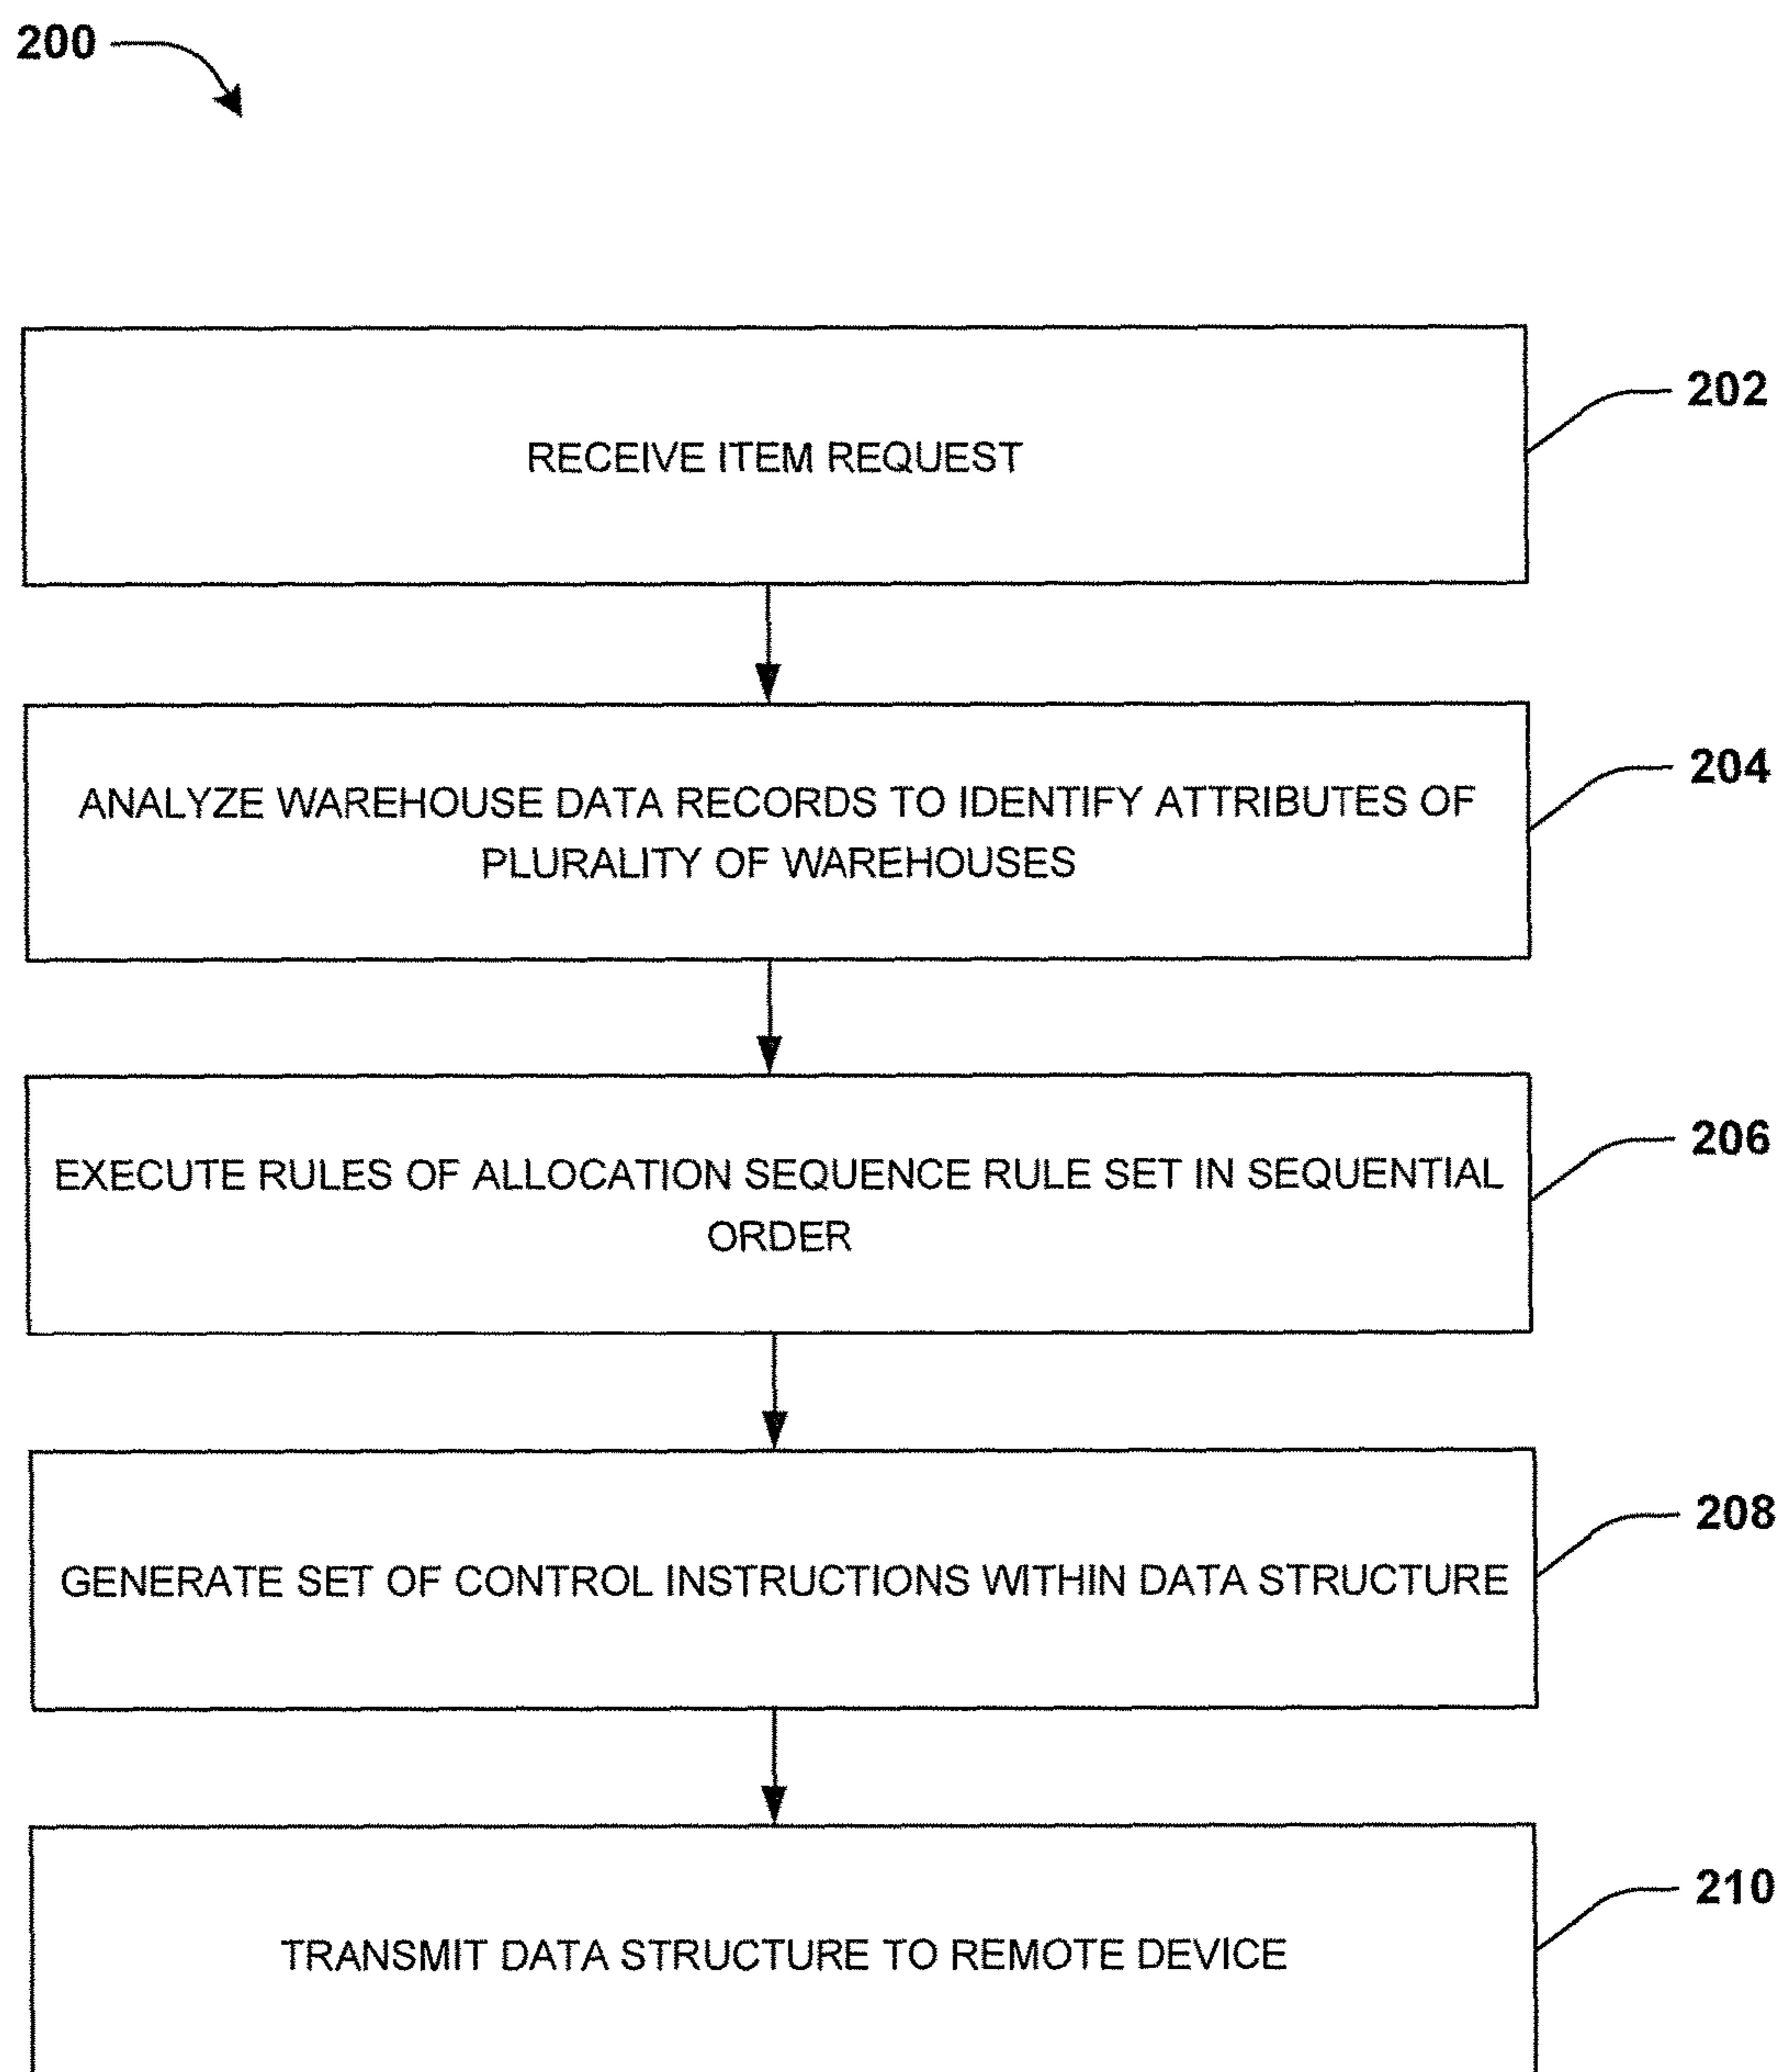 200
202
RECEIVE ITEM REQUEST
204
ANALYZE WAREHOUSE DATA RECORDS TO IDENTIFY ATTRIBUTES OF
PLURALITY OF WAREHOUSES
206
EXECUTE RULES OF ALLOCATION SEQUENCE RULE SET IN SEQUENTIAL
ORDER
208
GENERATE SET OF CONTROL INSTRUCTIONS WITHIN DATA STRUCTURE
210
TRANSMIT DATA STRUCTURE TO REMOTE DEVICE